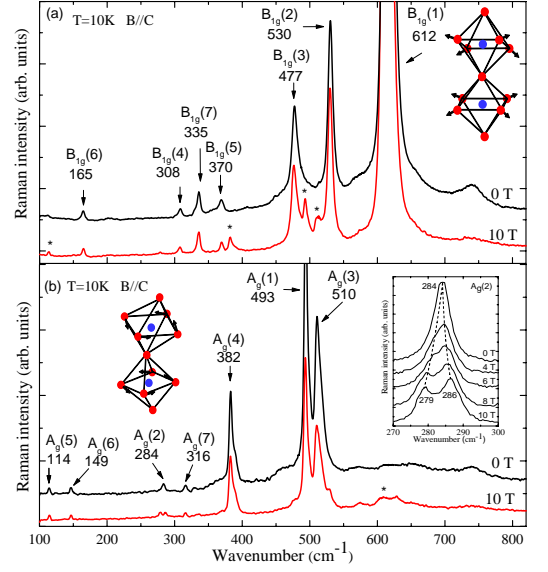 (a) T=10K B//C
B1g(2)
530
B1g(1)
612
B1g(3)
477
B1g(7)
335
B1g(5)
370
B1g(6)
165
B1g(4)
308
*
*
*
*
0 T
10 T
Raman intensity (arb. units)
(b) T=10K B//C
Ag(1)
493
Ag(3)
510
Ag(4)
382
Ag(5)
114
Ag(6)
149
Ag(2)
284
Ag(7)
316
*
0 T
10 T
Raman intensity (arb. units)
284
Ag(2)
0 T
4 T
6 T
8 T
10 T
279
286
Raman intensity (arb. units)
270 280 290 300
Wavenumber (cm-1)
100 200 300 400 500 600 700 800
Wavenumber (cm-1)